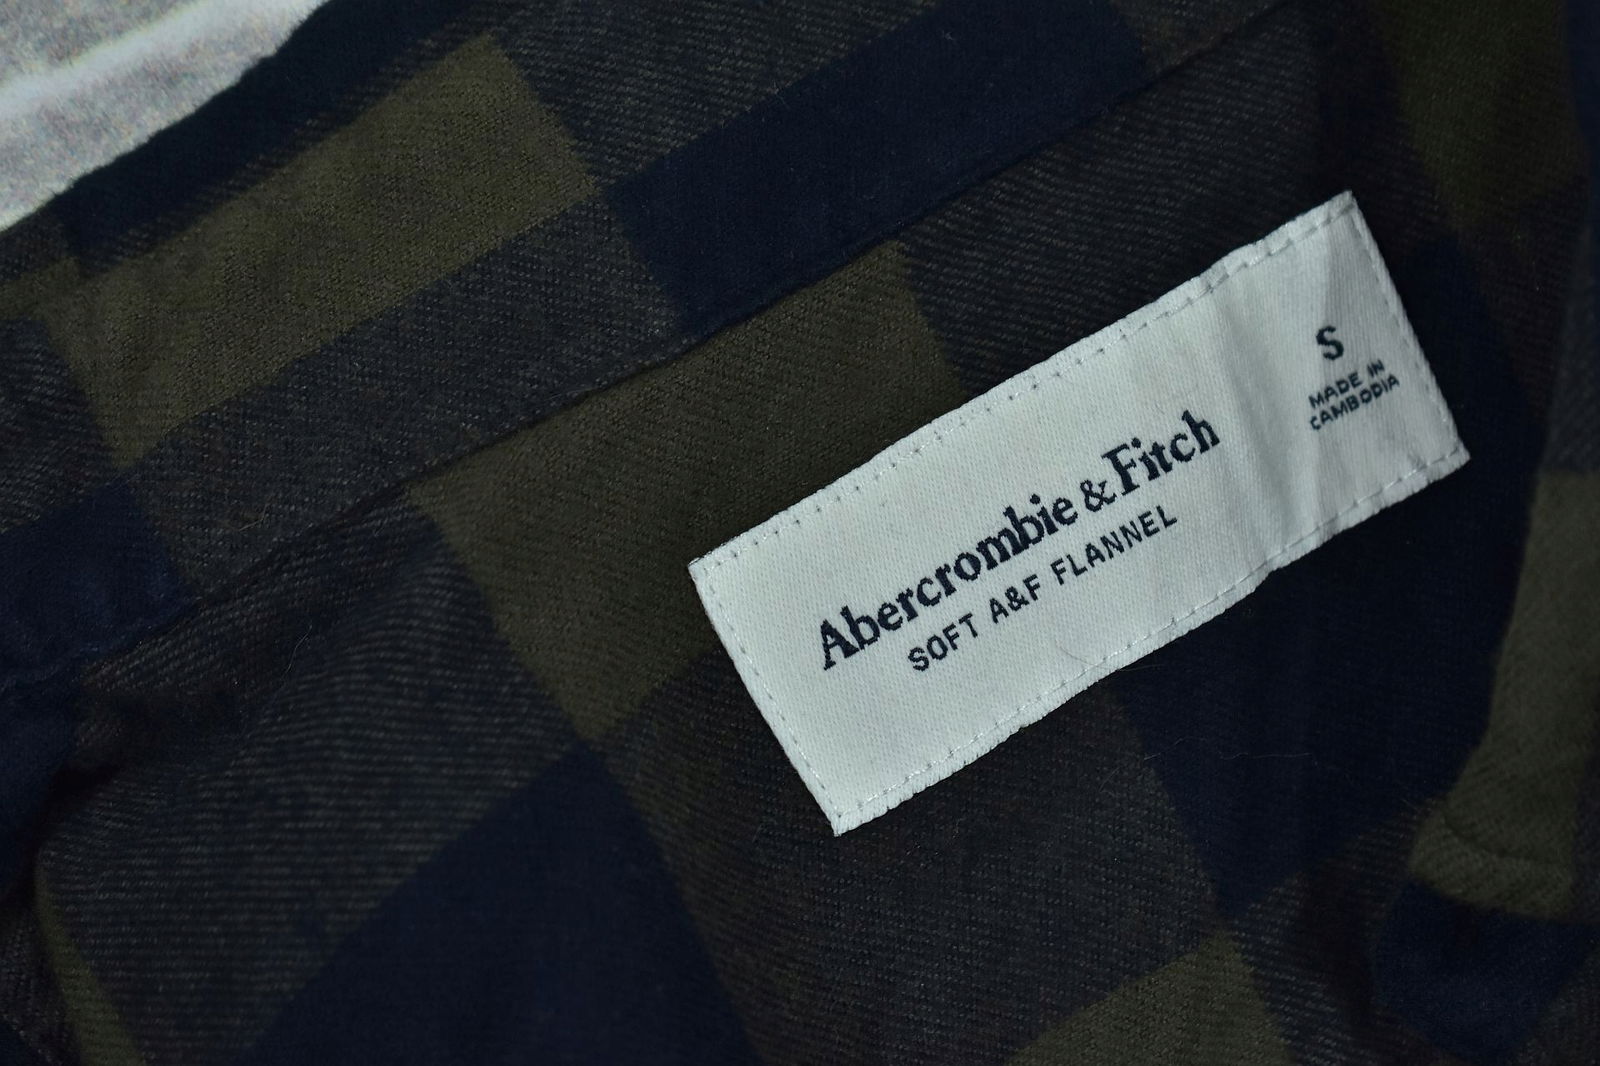 Abercrombie & Fitch
SOFT A&F FLANNEL
S
MADE IN
CAMBODIA